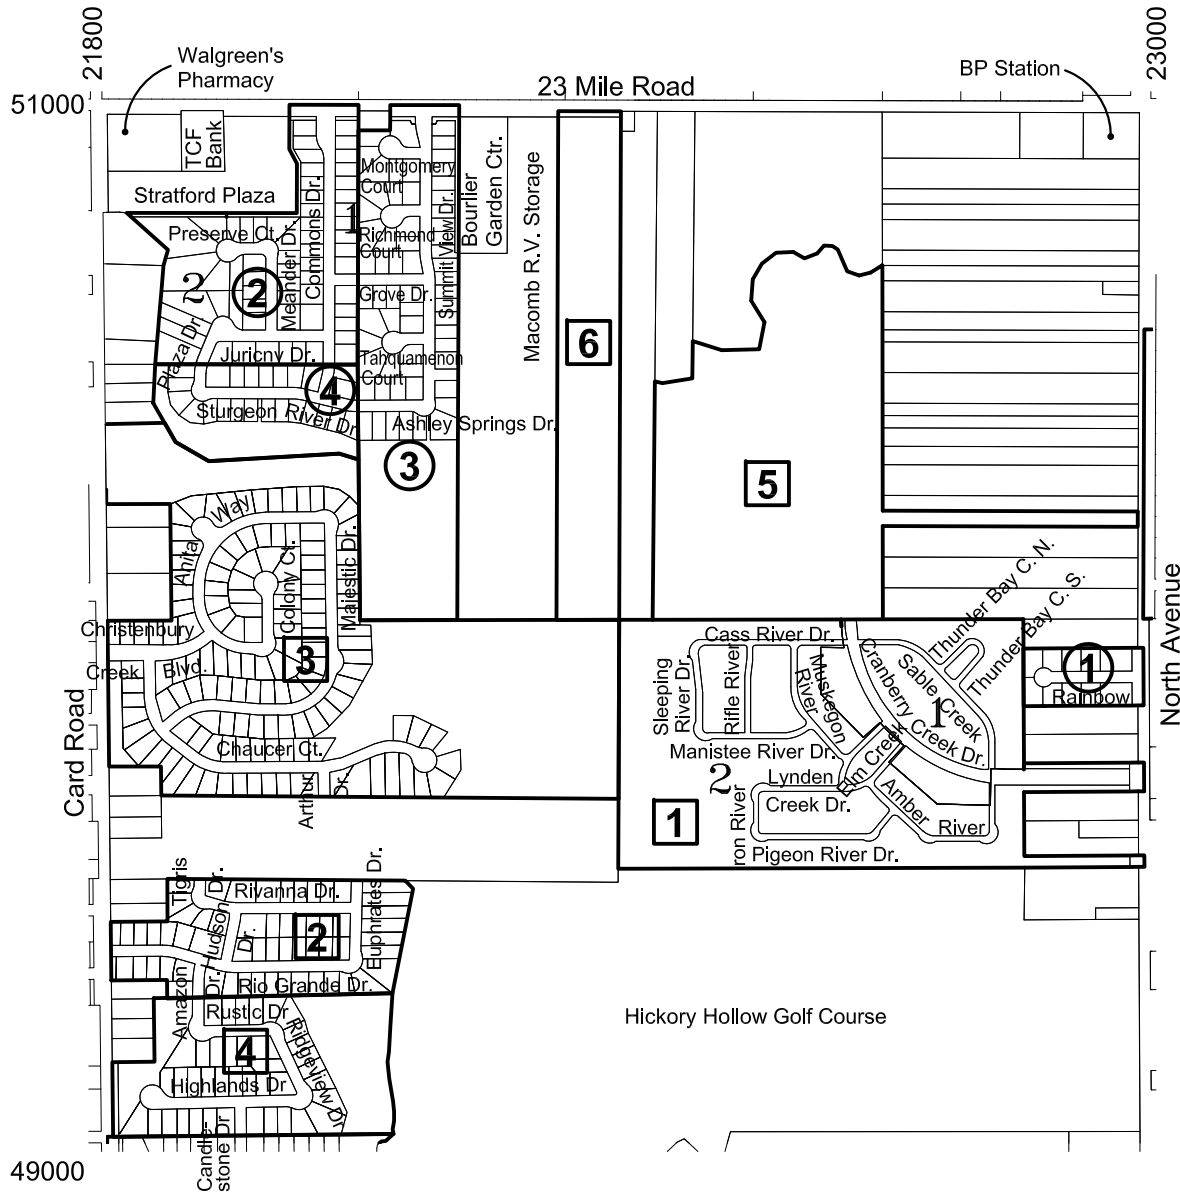 21800
23000
Walgreen's
Pharmacy
BP Station
23 Mile Road
51000
TCF
Bank
Stratford Plaza
Montgomery
Court
Bourlier
Garden Ctr.
Macomb R.V. Storage
Commons Dr.
1
Summit View Dr.
Richmond
Court
Preserve Ct.
Meander Dr.
2
2
Grove Dr.
6
Plaza Dr.
Juricny Dr.
Tahquamenon
Court
4
Sturgeon River Dr.
Ashley Springs Dr.
3
5
Anita Way
Colony Ct.
Majestic Dr.
Christenbury
Creek Blvd.
3
Thunder Bay C. N.
Thunder Bay C. S.
Cass River Dr.
Sleeping
River Dr.
Rifle River
Muskegon
River
Cranberry Creek Dr.
Sable Creek
1
1
Rainbow
North Avenue
Card Road
Chaucer Ct.
Arthur Dr.
Manistee River Dr.
Elm Creek
2
Lynden
Creek Dr.
Amber River
1
ron River
Pigeon River Dr.
Tigris
Rivanna Dr.
Hudson Dr.
Dr.
Euphrates Dr.
2
Amazon Dr.
Rio Grande Dr.
Rustic Dr
4
Ridgeview Dr
Highlands Dr
Hickory Hollow Golf Course
Candle-
stone Dr
49000